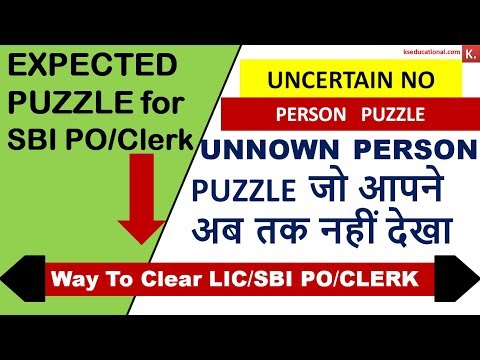 EXPECTED
PUZZLE for
SBI PO/Clerk
kseducational.com K.
UNCERTAIN NO
PERSON PUZZLE
UNNOWN PERSON
PUZZLE जो आपने
अब तक नहीं देखा
Way To Clear LIC/SBI PO/CLERK